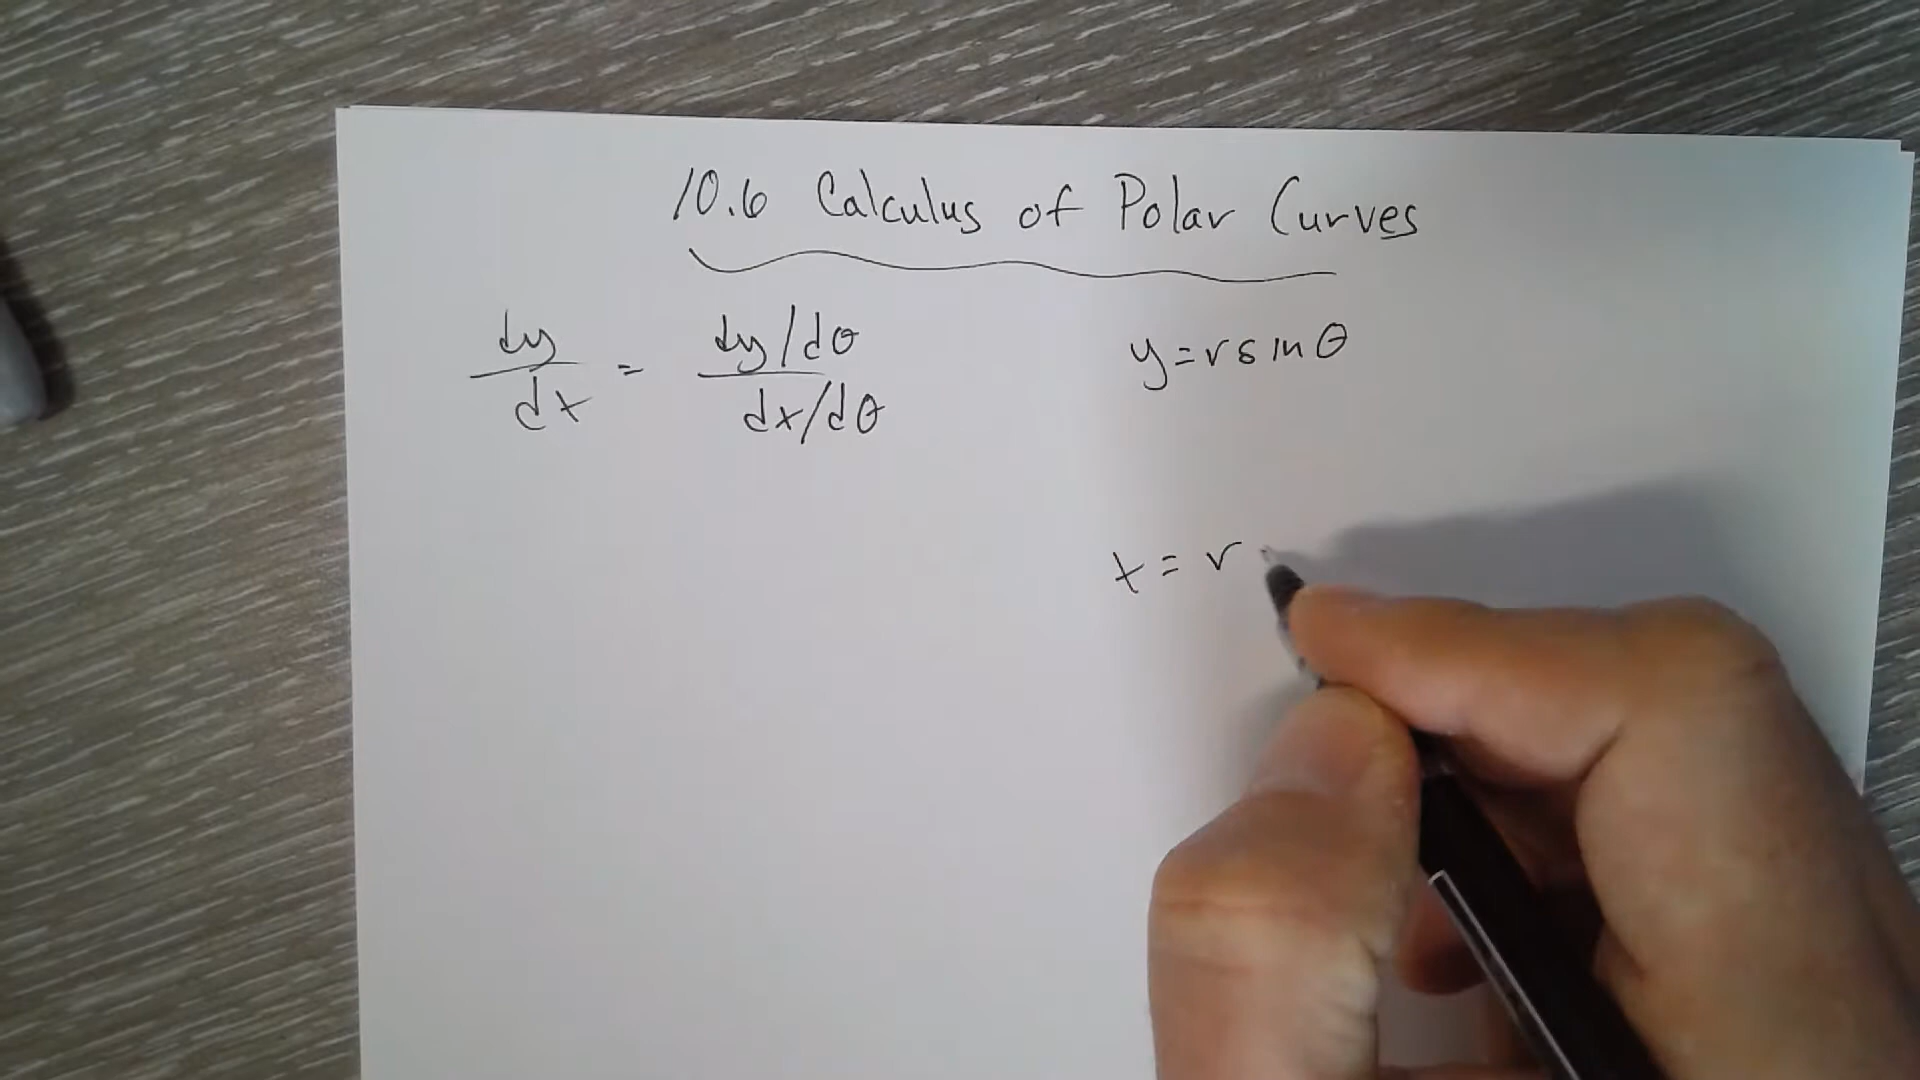 10.6 Calculus of Polar Curves
dy/dx = (dy/dθ)/(dx/dθ)
y = r sin θ
x = r